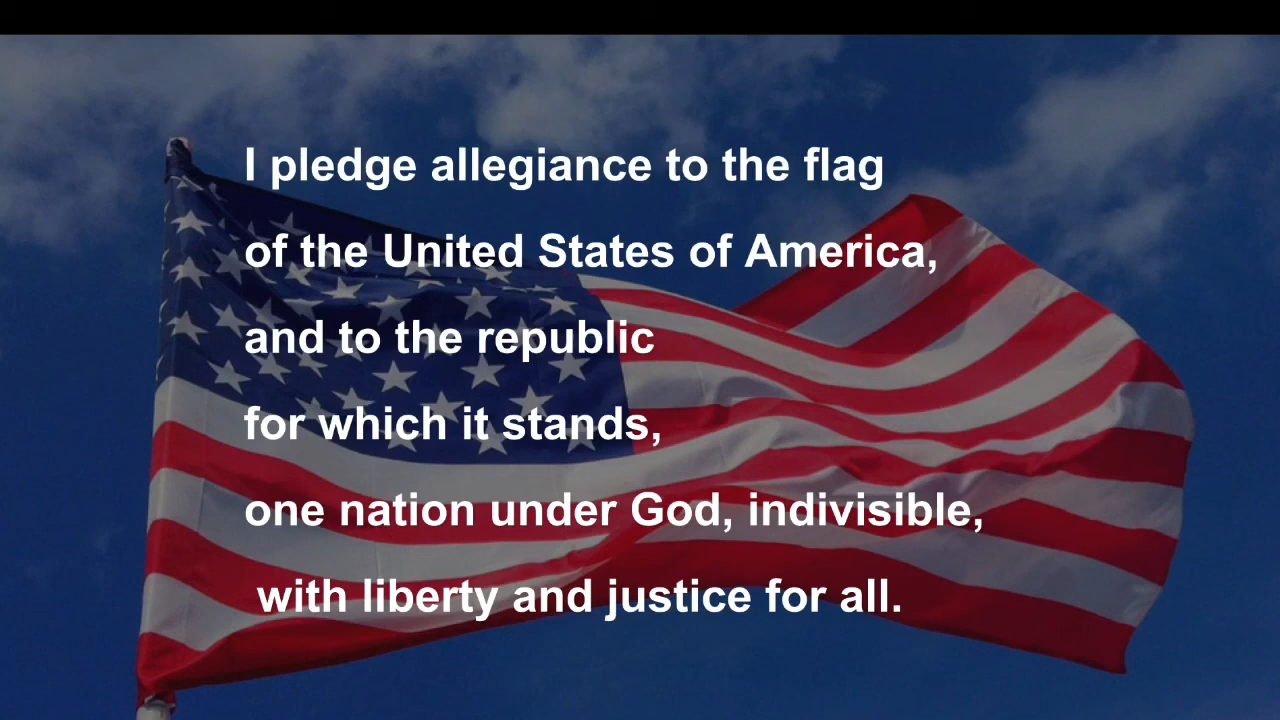 I pledge allegiance to the flag
of the United States of America,
and to the republic
for which it stands,
one nation under God, indivisible,
with liberty and justice for all.